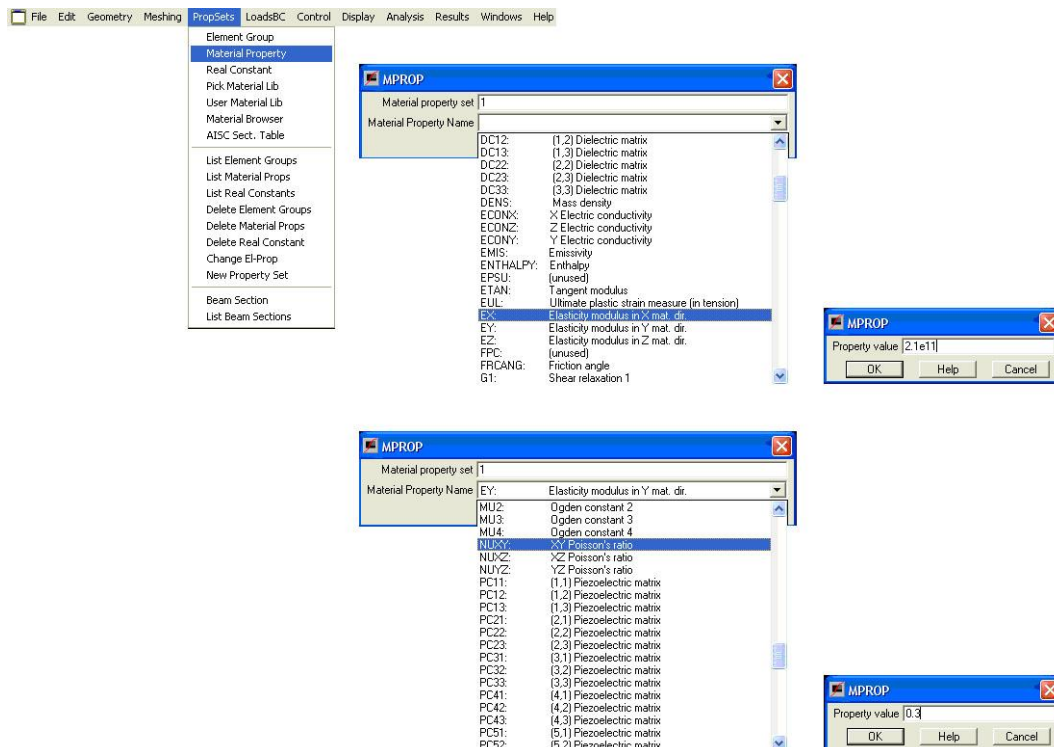 File Edit Geometry Meshing PropSets LoadsBC Control Display Analysis Results Windows Help
Element Group
Material Property
Real Constant
Pick Material Lib
User Material Lib
Material Browser
AISC Sect. Table
List Element Groups
List Material Props
List Real Constants
Delete Element Groups
Delete Material Props
Delete Real Constant
Change El-Prop
New Property Set
Beam Section
List Beam Sections
MPROP
Material property set 1
Material Property Name
DC12: (1,2) Dielectric matrix
DC13: (1,3) Dielectric matrix
DC22: (2,2) Dielectric matrix
DC23: (2,3) Dielectric matrix
DC33: (3,3) Dielectric matrix
DENS: Mass density
ECONX: X Electric conductivity
ECONZ: Z Electric conductivity
ECONY: Y Electric conductivity
EMIS: Emissivity
ENTHALPY: Enthalpy
EPSU: (unused)
ETAN: Tangent modulus
EUL: Ultimate plastic strain measure (in tension)
EX: Elasticity modulus in X mat. dir.
EY: Elasticity modulus in Y mat. dir.
EZ: Elasticity modulus in Z mat. dir.
FPC: (unused)
FRCANG: Friction angle
G1: Shear relaxation 1
MPROP
Property value 2.1e11
OK Help Cancel
MPROP
Material property set 1
Material Property Name EY: Elasticity modulus in Y mat. dir.
MU2: Ogden constant 2
MU3: Ogden constant 3
MU4: Ogden constant 4
NUXY: XY Poisson's ratio
NUXZ: XZ Poisson's ratio
NUYZ: YZ Poisson's ratio
PC11: (1,1) Piezoelectric matrix
PC12: (1,2) Piezoelectric matrix
PC13: (1,3) Piezoelectric matrix
PC21: (2,1) Piezoelectric matrix
PC22: (2,2) Piezoelectric matrix
PC23: (2,3) Piezoelectric matrix
PC31: (3,1) Piezoelectric matrix
PC32: (3,2) Piezoelectric matrix
PC33: (3,3) Piezoelectric matrix
PC41: (4,1) Piezoelectric matrix
PC42: (4,2) Piezoelectric matrix
PC43: (4,3) Piezoelectric matrix
PC51: (5,1) Piezoelectric matrix
PC52: (5,2) Piezoelectric matrix
MPROP
Property value 0.3
OK Help Cancel